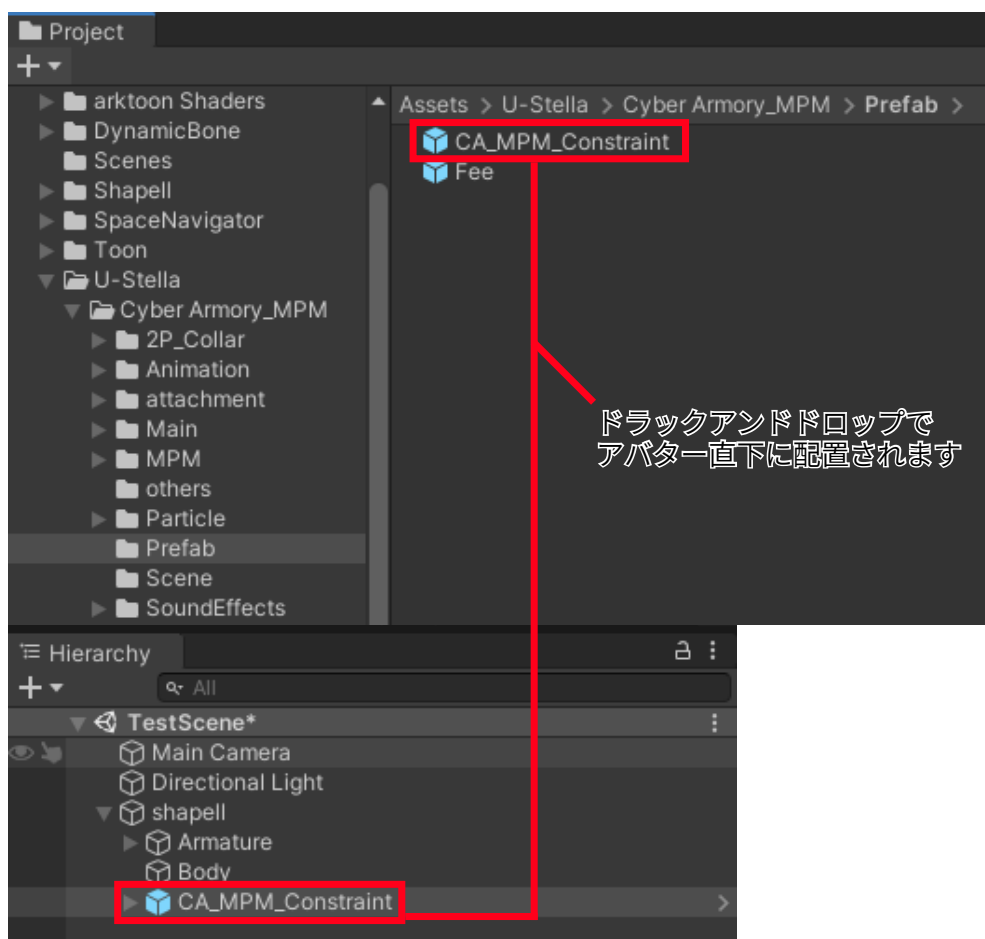 Project
arktoon Shaders
DynamicBone
Scenes
Shapell
SpaceNavigator
Toon
U-Stella
Cyber Armory_MPM
2P_Collar
Animation
attachment
Main
MPM
others
Particle
Prefab
Scene
SoundEffects
Assets > U-Stella > Cyber Armory_MPM > Prefab >
CA_MPM_Constraint
Fee
ドラックアンドドロップで
アバター直下に配置されます
Hierarchy
All
TestScene*
Main Camera
Directional Light
shapell
Armature
Body
CA_MPM_Constraint